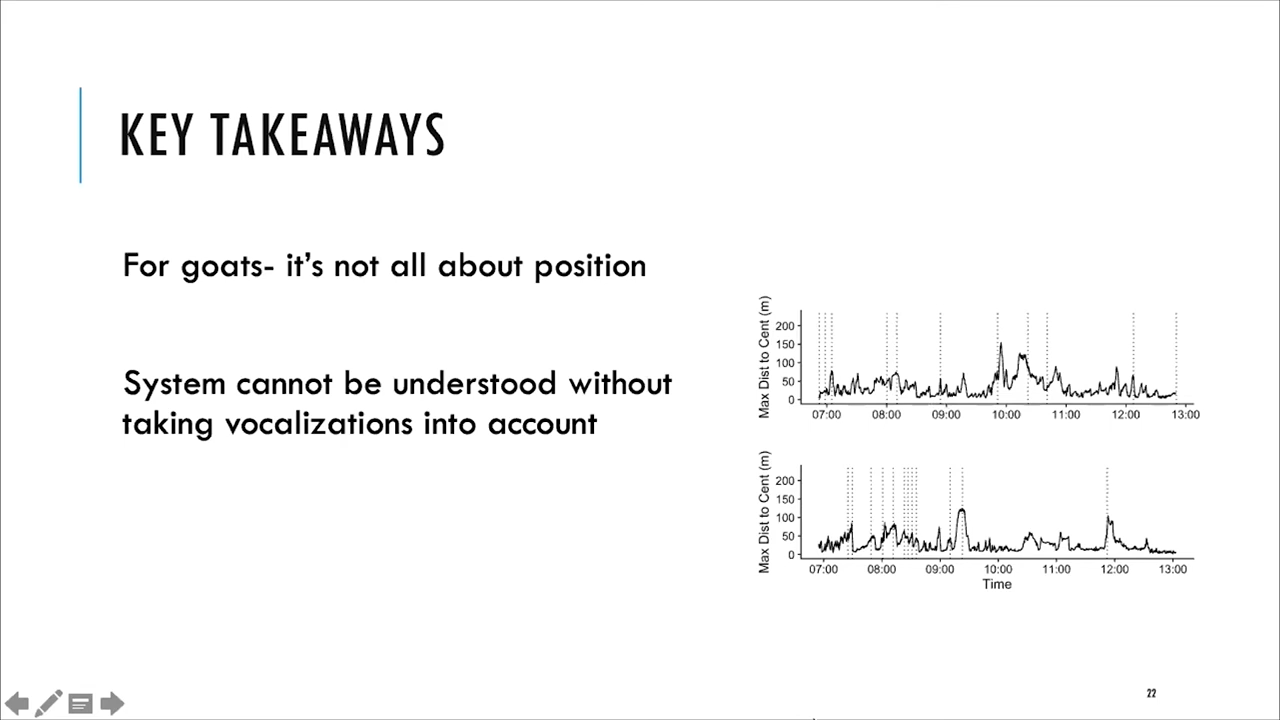 KEY TAKEAWAYS
For goats- it's not all about position
System cannot be understood without
taking vocalizations into account
Max Dist to Cent (m)
200
150
100
50
0
07:00 08:00 09:00 10:00 11:00 12:00 13:00
Max Dist to Cent (m)
200
150
100
50
0
07:00 08:00 09:00 10:00 11:00 12:00 13:00
Time
22